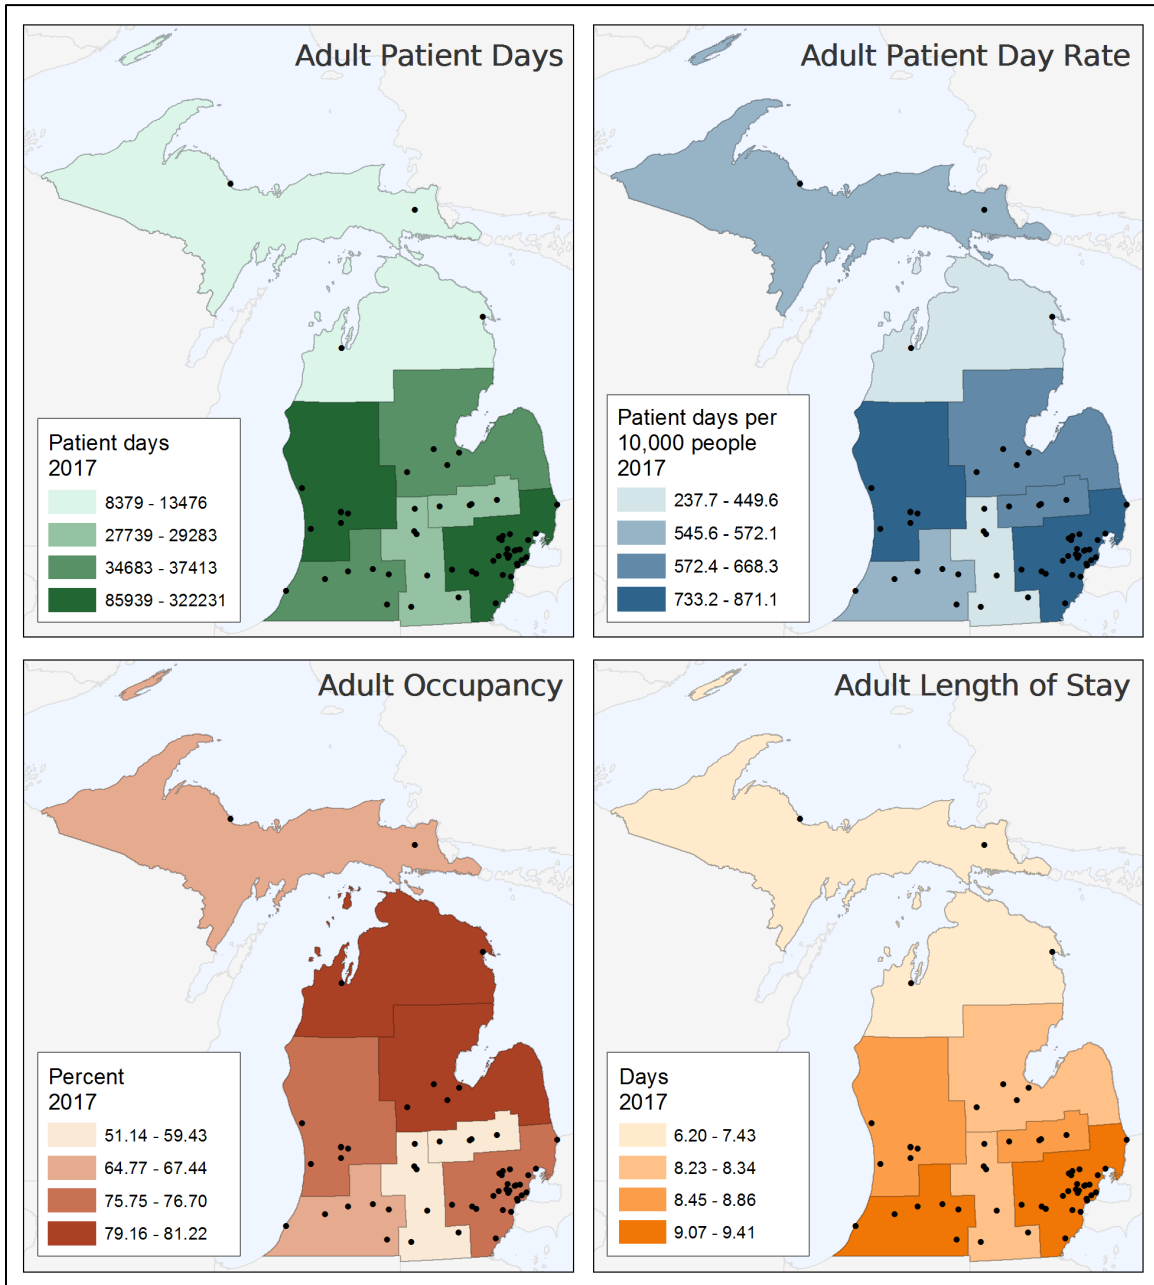 Adult Patient Days
Patient days
2017
8379 - 13476
27739 - 29283
34683 - 37413
85939 - 322231
Adult Patient Day Rate
Patient days per
10,000 people
2017
237.7 - 449.6
545.6 - 572.1
572.4 - 668.3
733.2 - 871.1
Adult Occupancy
Percent
2017
51.14 - 59.43
64.77 - 67.44
75.75 - 76.70
79.16 - 81.22
Adult Length of Stay
Days
2017
6.20 - 7.43
8.23 - 8.34
8.45 - 8.86
9.07 - 9.41